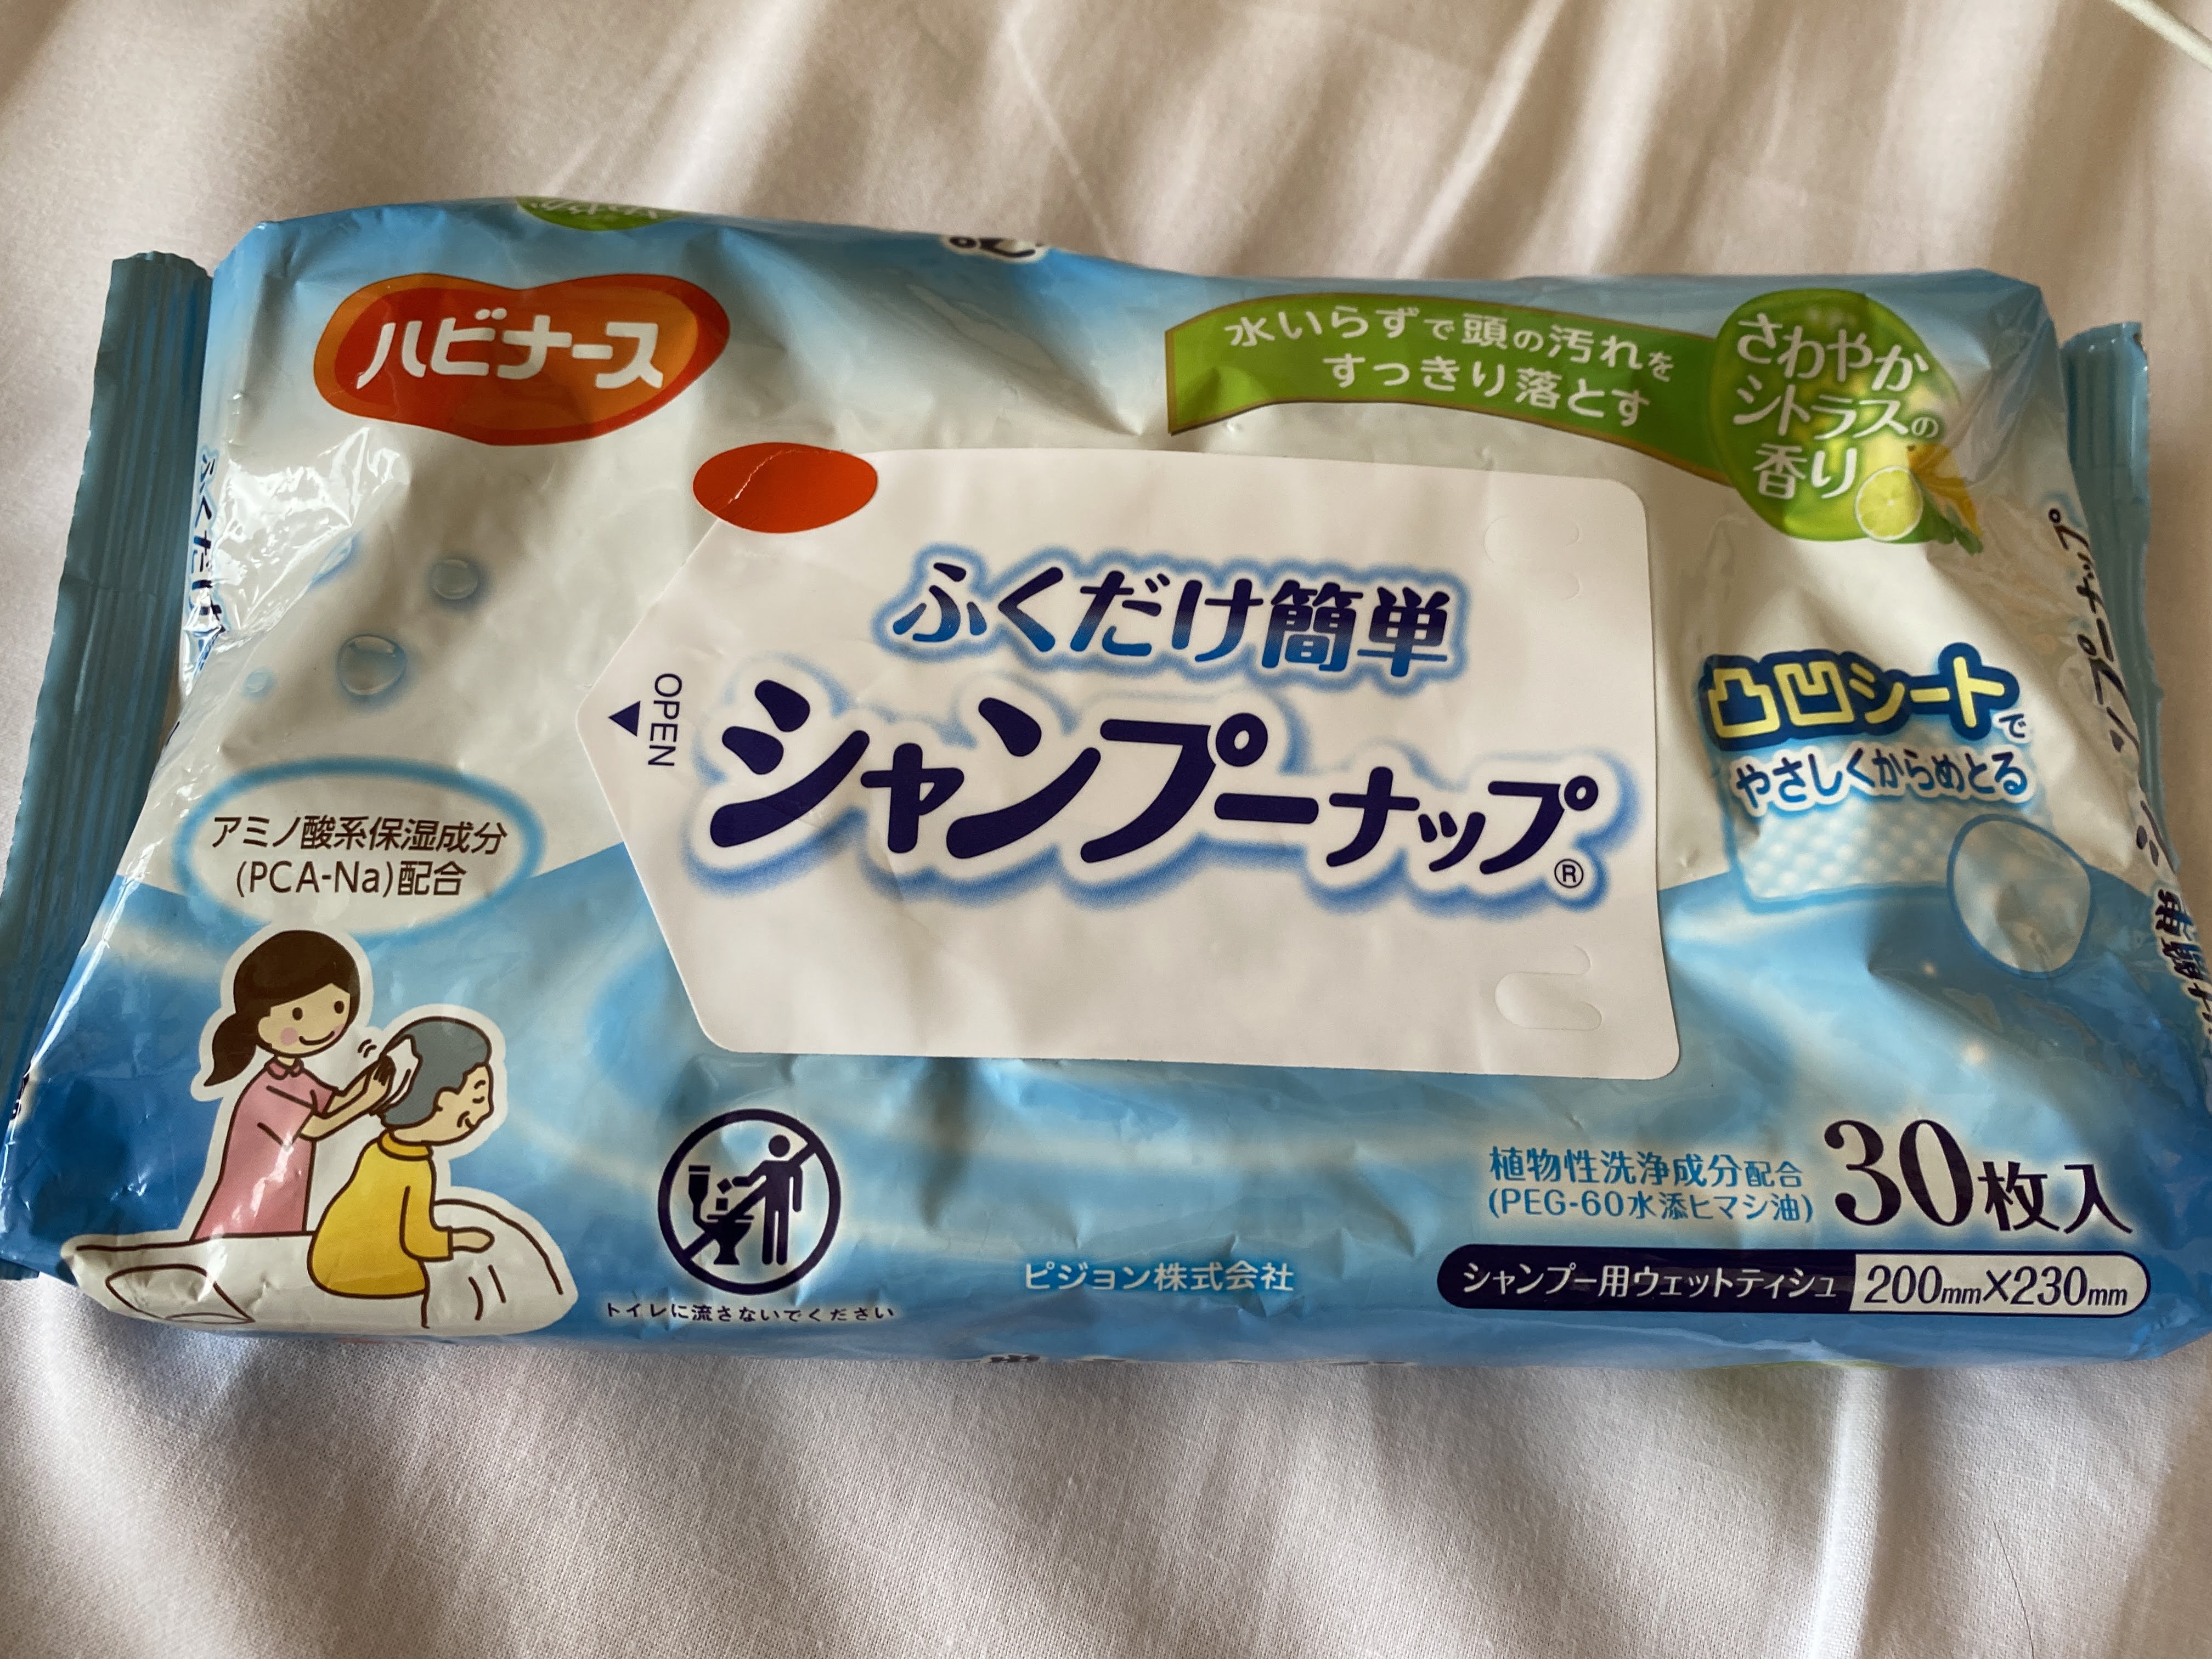 ハビナース
水いらずで頭の汚れを
すっきり落とす
さわやか
シトラスの
香り
ふくだけ簡単
シャンプーナップ®
OPEN
凸凹シートで
やさしくからめとる
アミノ酸系保湿成分
(PCA-Na)配合
トイレに流さないでください
ピジョン株式会社
植物性洗浄成分配合
(PEG-60水添ヒマシ油)
30枚入
シャンプー用ウェットティシュ 200mm×230mm